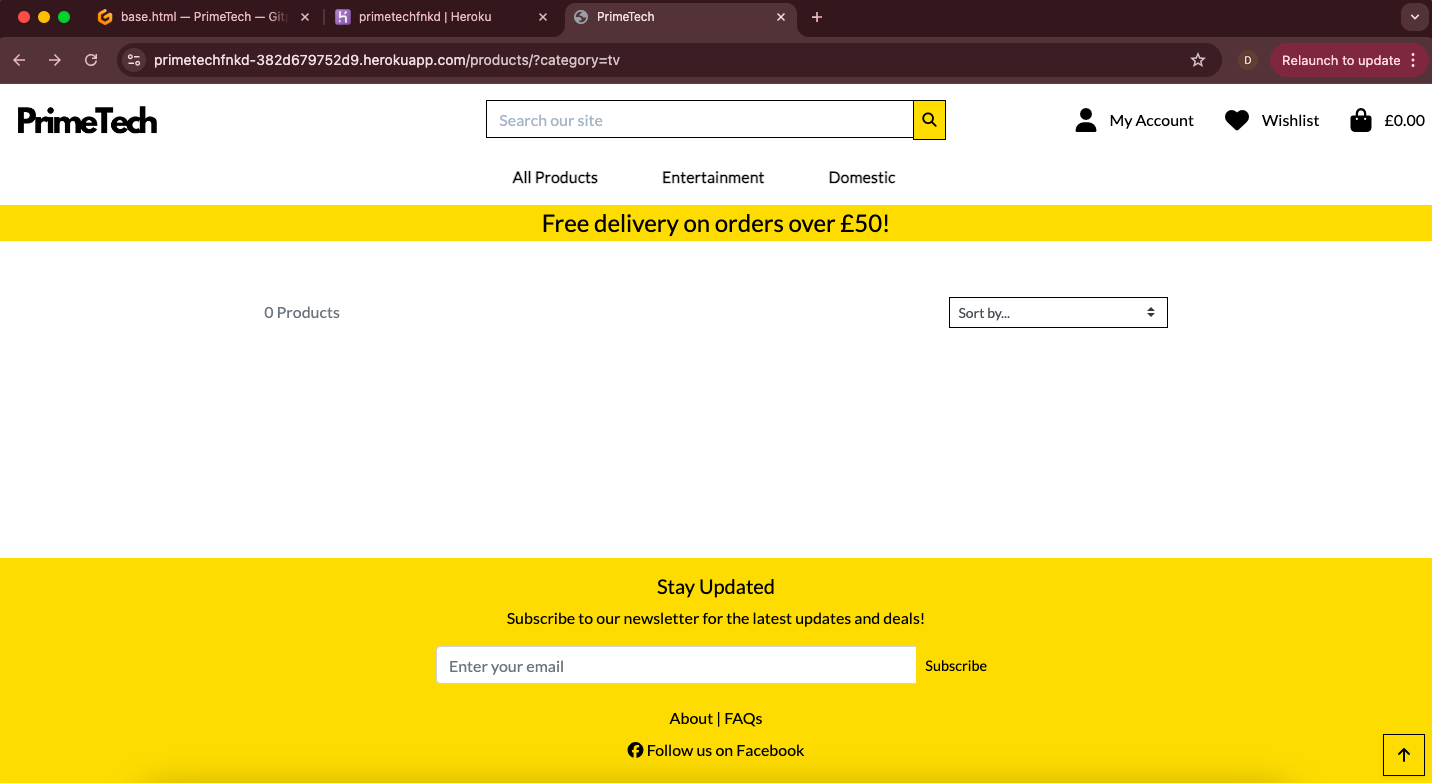 base.html — PrimeTech — Git
primetechfnkd | Heroku
PrimeTech
primetechfnkd-382d679752d9.herokuapp.com/products/?category=tv
D
Relaunch to update
PrimeTech
Search our site
My Account
Wishlist
£0.00
All Products
Entertainment
Domestic
Free delivery on orders over £50!
0 Products
Sort by...
Stay Updated
Subscribe to our newsletter for the latest updates and deals!
Enter your email
Subscribe
About | FAQs
Follow us on Facebook